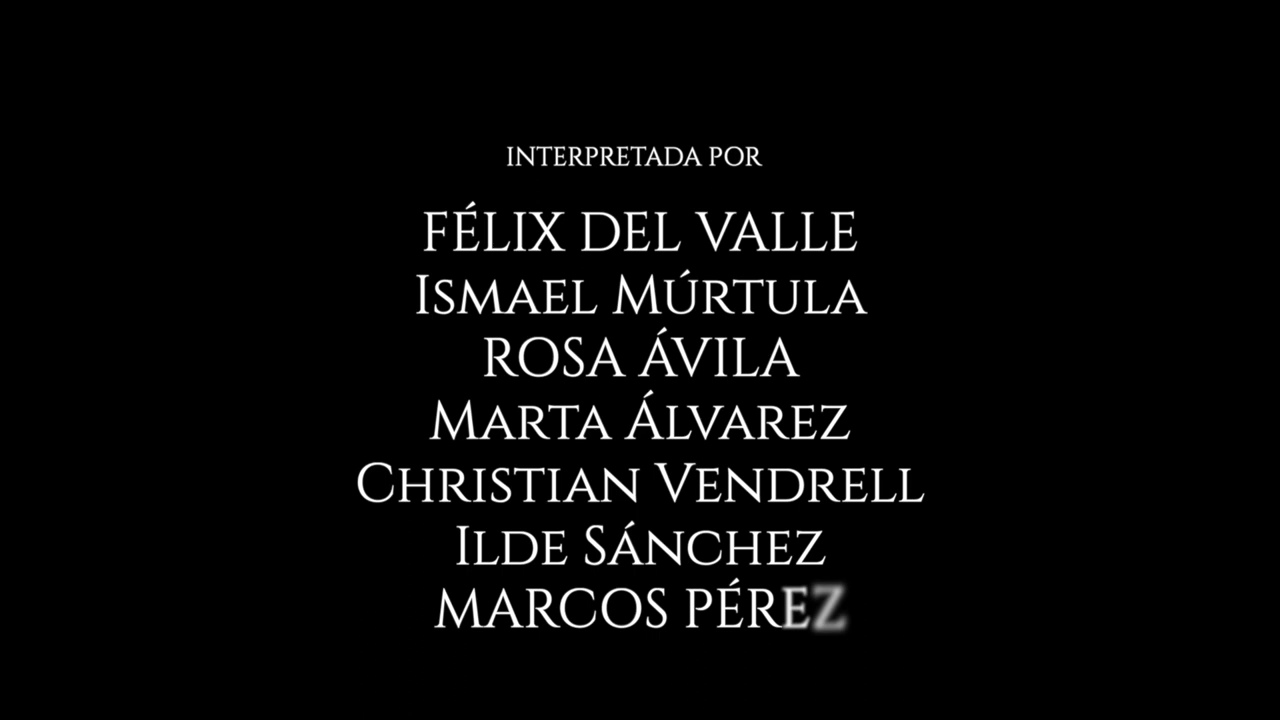 INTERPRETADA POR
FÉLIX DEL VALLE
Ismael Múrtula
ROSA ÁVILA
Marta Álvarez
Christian Vendrell
Ilde Sánchez
MARCOS PÉREZ